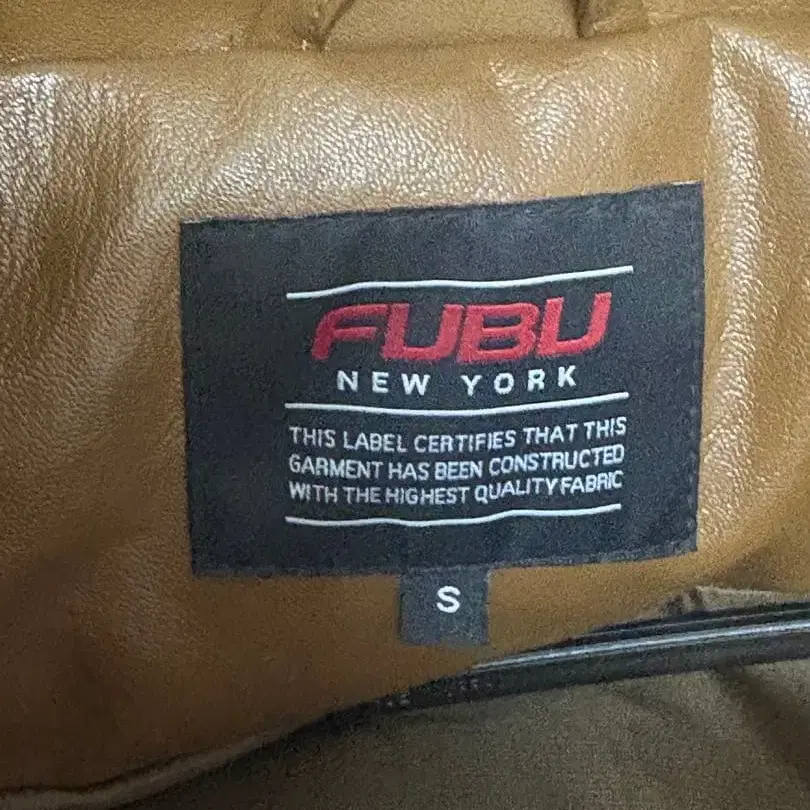 FUBU
NEW YORK
THIS LABEL CERTIFIES THAT THIS
GARMENT HAS BEEN CONSTRUCTED
WITH THE HIGHEST QUALITY FABRIC
S